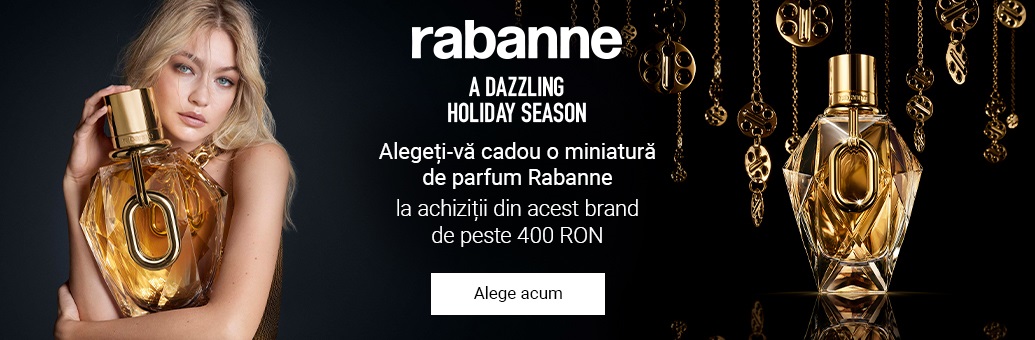 rabanne
A DAZZLING
HOLIDAY SEASON
Alegeți-vă cadou o miniatură
de parfum Rabanne
la achiziții din acest brand
de peste 400 RON
Alege acum